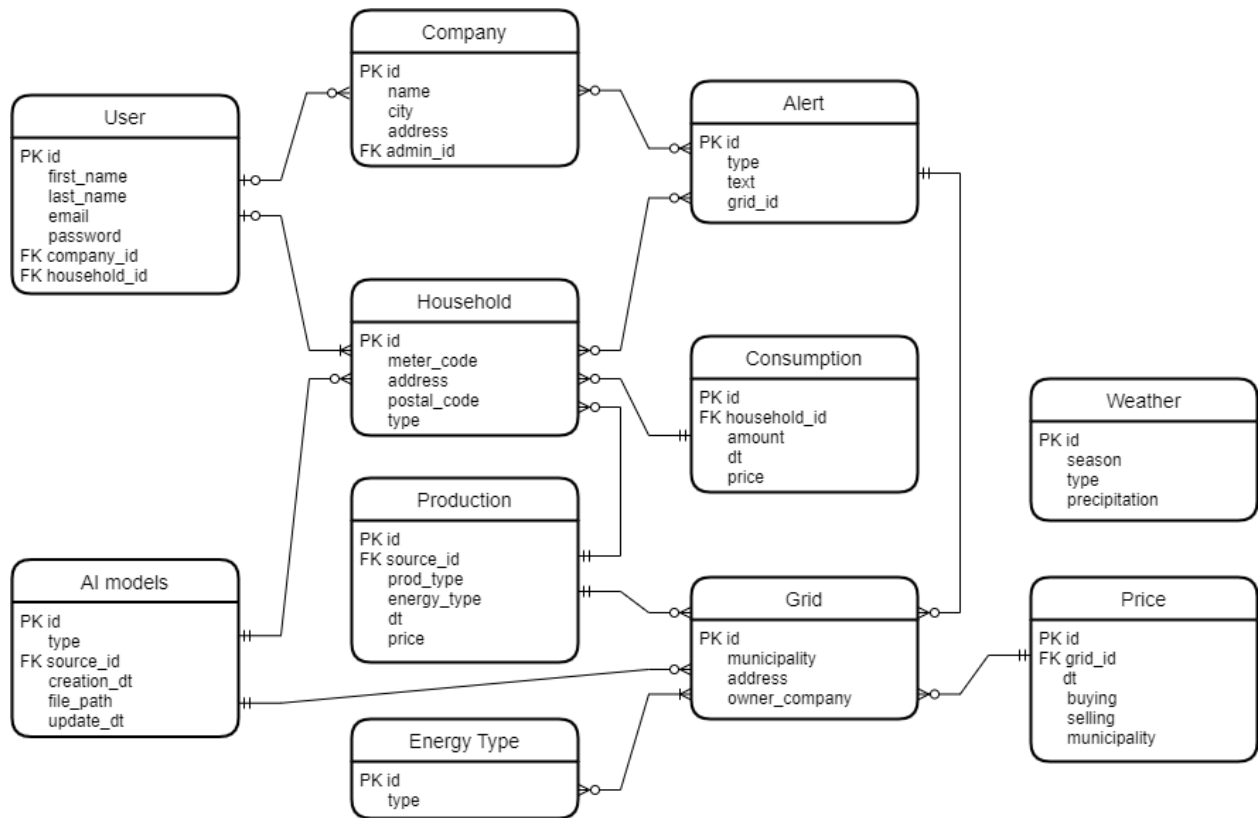 Company
PK id
name
city
address
FK admin_id
User
PK id
first_name
last_name
email
password
FK company_id
FK household_id
Alert
PK id
type
text
grid_id
Household
PK id
meter_code
address
postal_code
type
Consumption
PK id
FK household_id
amount
dt
price
Weather
PK id
season
type
precipitation
Production
PK id
FK source_id
prod_type
energy_type
dt
price
AI models
PK id
type
FK source_id
creation_dt
file_path
update_dt
Grid
PK id
municipality
address
owner_company
Price
PK id
FK grid_id
dt
buying
selling
municipality
Energy Type
PK id
type